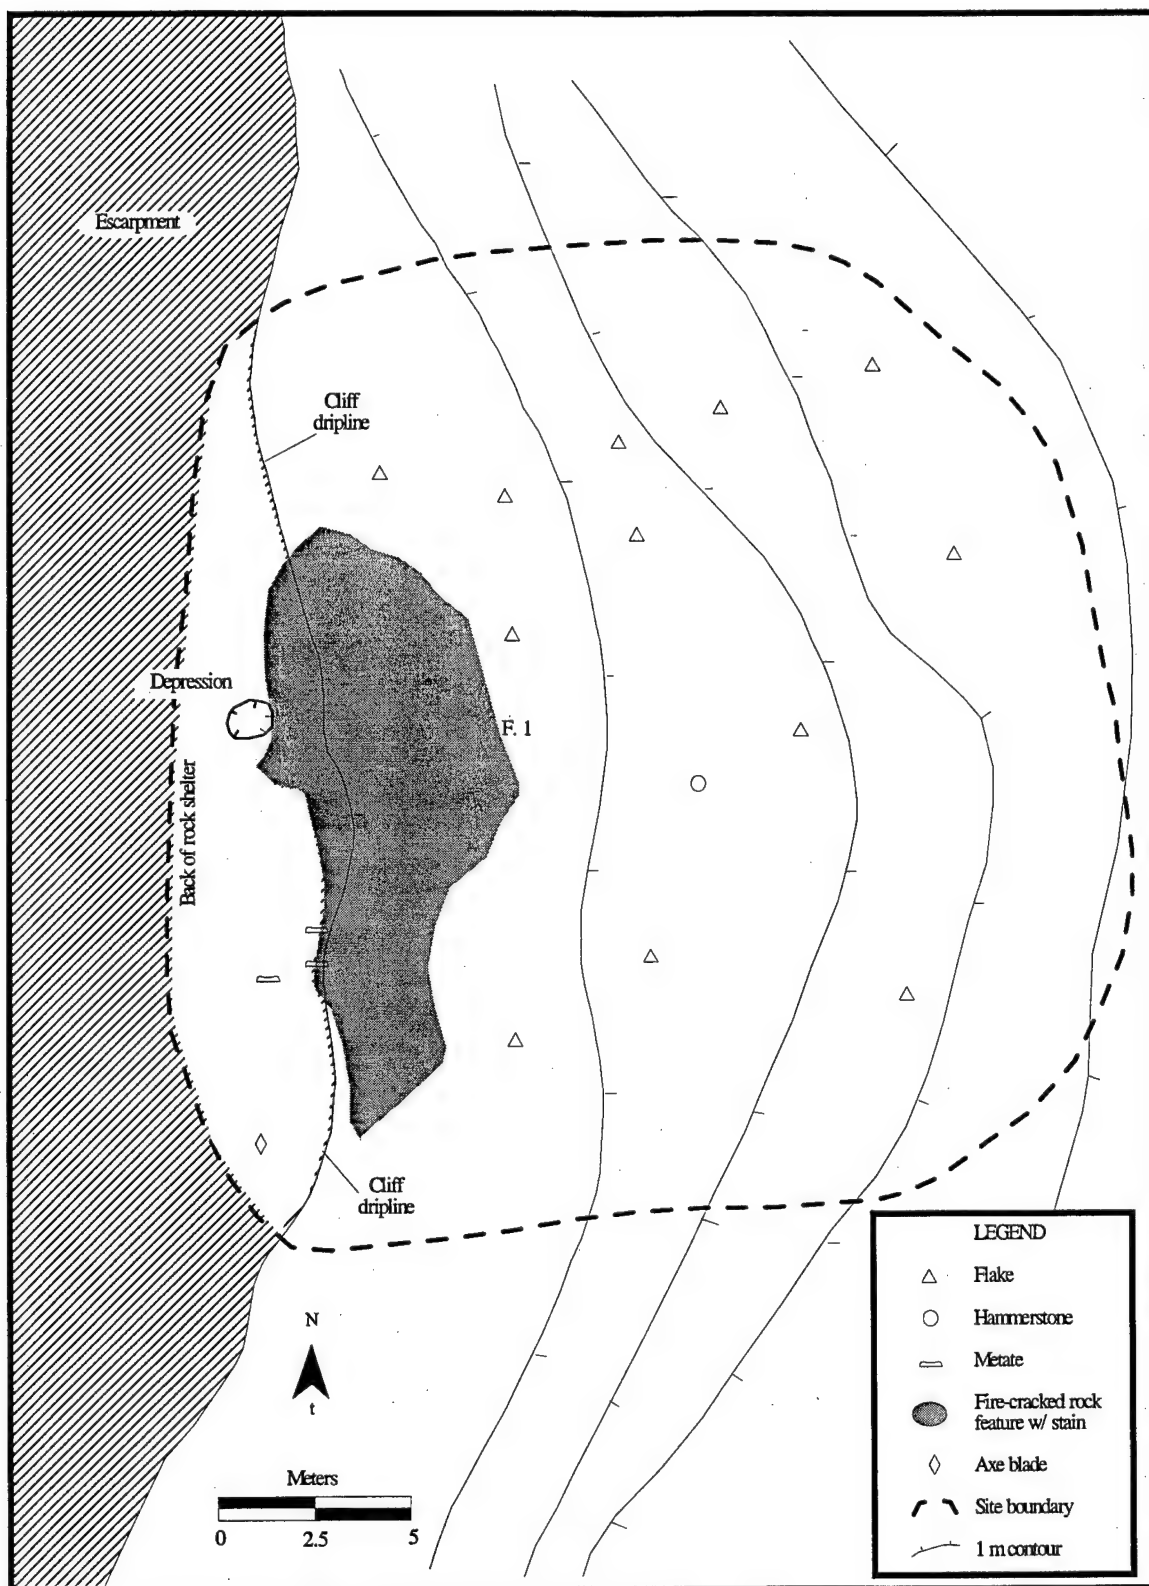 Escarpment
Cliff
dripline
Depression
F. 1
Back of rock shelter
Cliff
dripline
N
t
Meters
0 2.5 5
LEGEND
Flake
Hammerstone
Metate
Fire-cracked rock
feature w/ stain
Axe blade
Site boundary
1 m contour